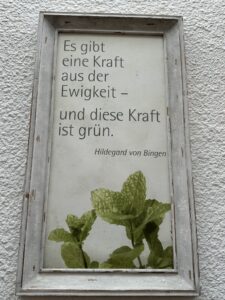 Es gibt
eine Kraft
aus der
Ewigkeit –
und diese Kraft
ist grün.
Hildegard von Bingen